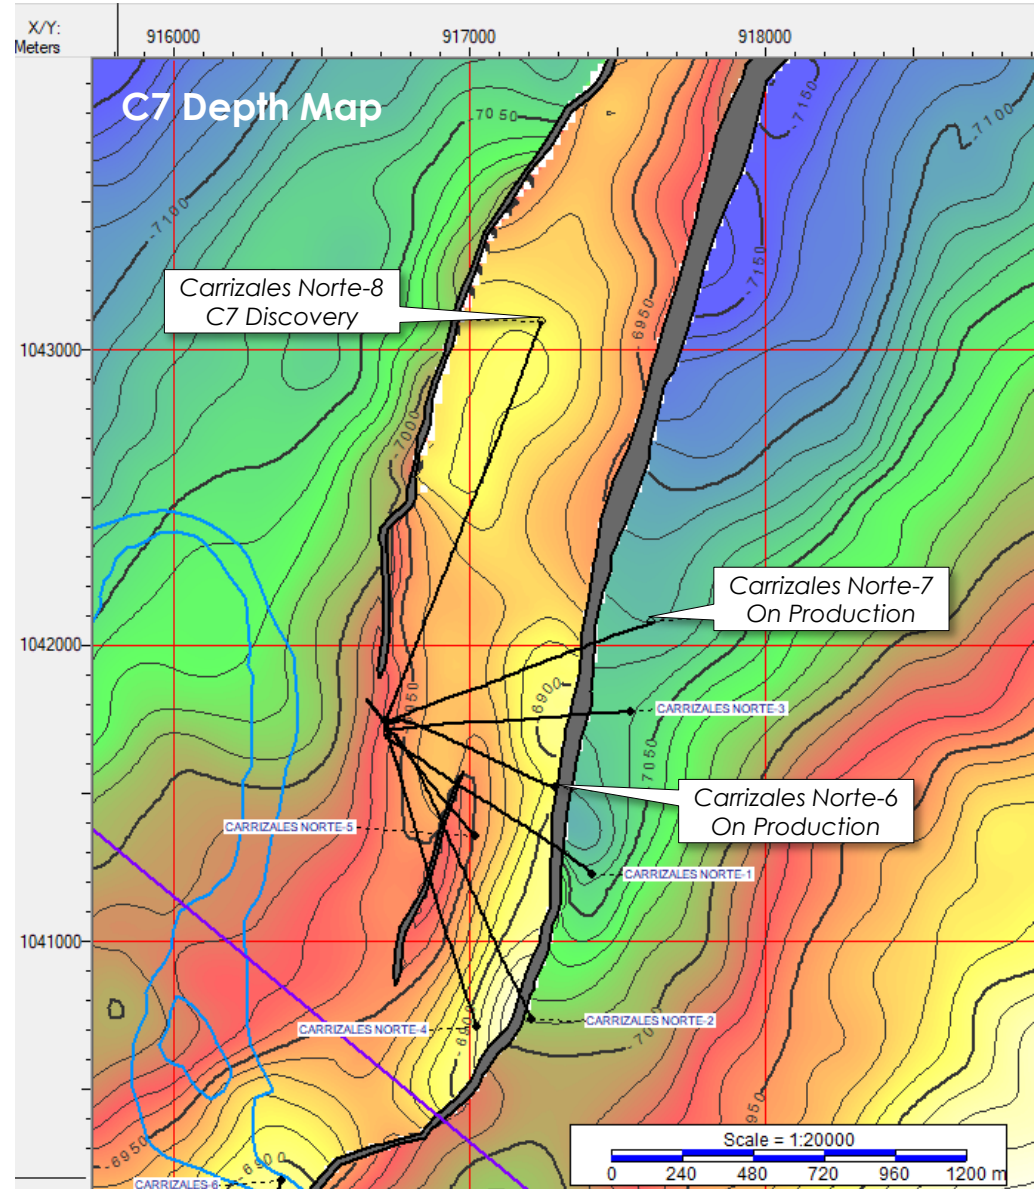 X/Y:
Meters
916000
917000
918000
C7 Depth Map
-7050
-7150
-7100
-7100
-7150
Carrizales Norte-8
C7 Discovery
-6950
1043000
-7000
Carrizales Norte-7
On Production
1042000
-6900
CARRIZALES NORTE-3
-7050
Carrizales Norte-6
On Production
CARRIZALES NORTE-5
CARRIZALES NORTE-1
1041000
CARRIZALES NORTE-4
CARRIZALES NORTE-2
-6950
-6900
CARRIZALES-6
Scale = 1:20000
0 240 480 720 960 1200 m